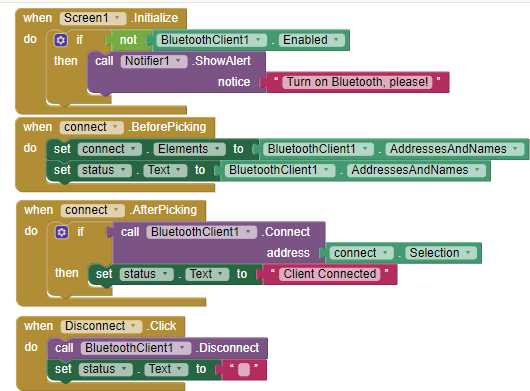 when Screen1 .Initialize
do if not BluetoothClient1 . Enabled
then call Notifier1 .ShowAlert
notice " Turn on Bluetooth, please! "
when connect .BeforePicking
do set connect . Elements to BluetoothClient1 . AddressesAndNames
set status . Text to BluetoothClient1 . AddressesAndNames
when connect .AfterPicking
do if call BluetoothClient1 .Connect
address connect . Selection
then set status . Text to " Client Connected "
when Disconnect .Click
do call BluetoothClient1 .Disconnect
set status . Text to " "